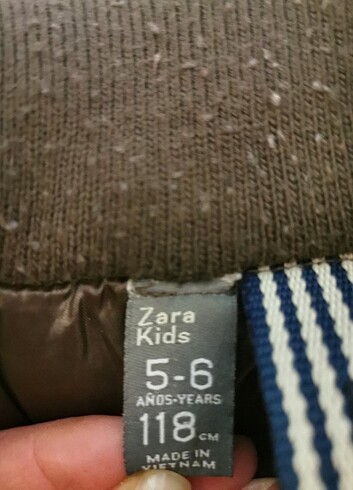 Zara
Kids
5-6
AÑOS-YEARS
118 CM
MADE IN
VIETNAM